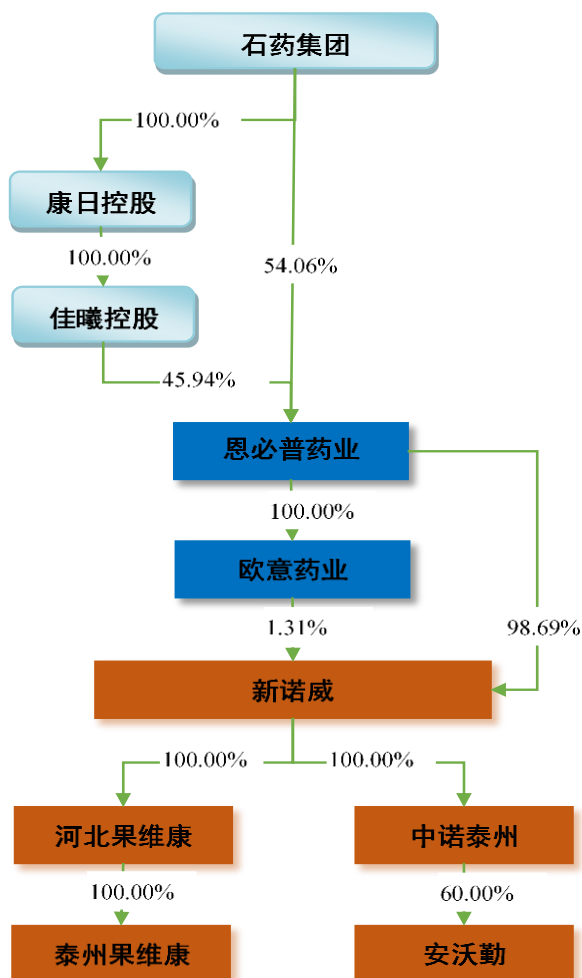 石药集团
100.00%
康日控股
100.00%
54.06%
佳曦控股
45.94%
恩必普药业
100.00%
欧意药业
1.31%
98.69%
新诺威
100.00%
100.00%
河北果维康
中诺泰州
100.00%
60.00%
泰州果维康
安沃勤